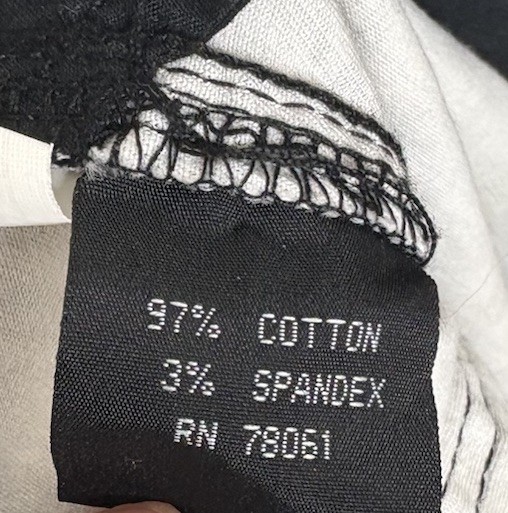 97% COTTON
3% SPANDEX
RN 78061